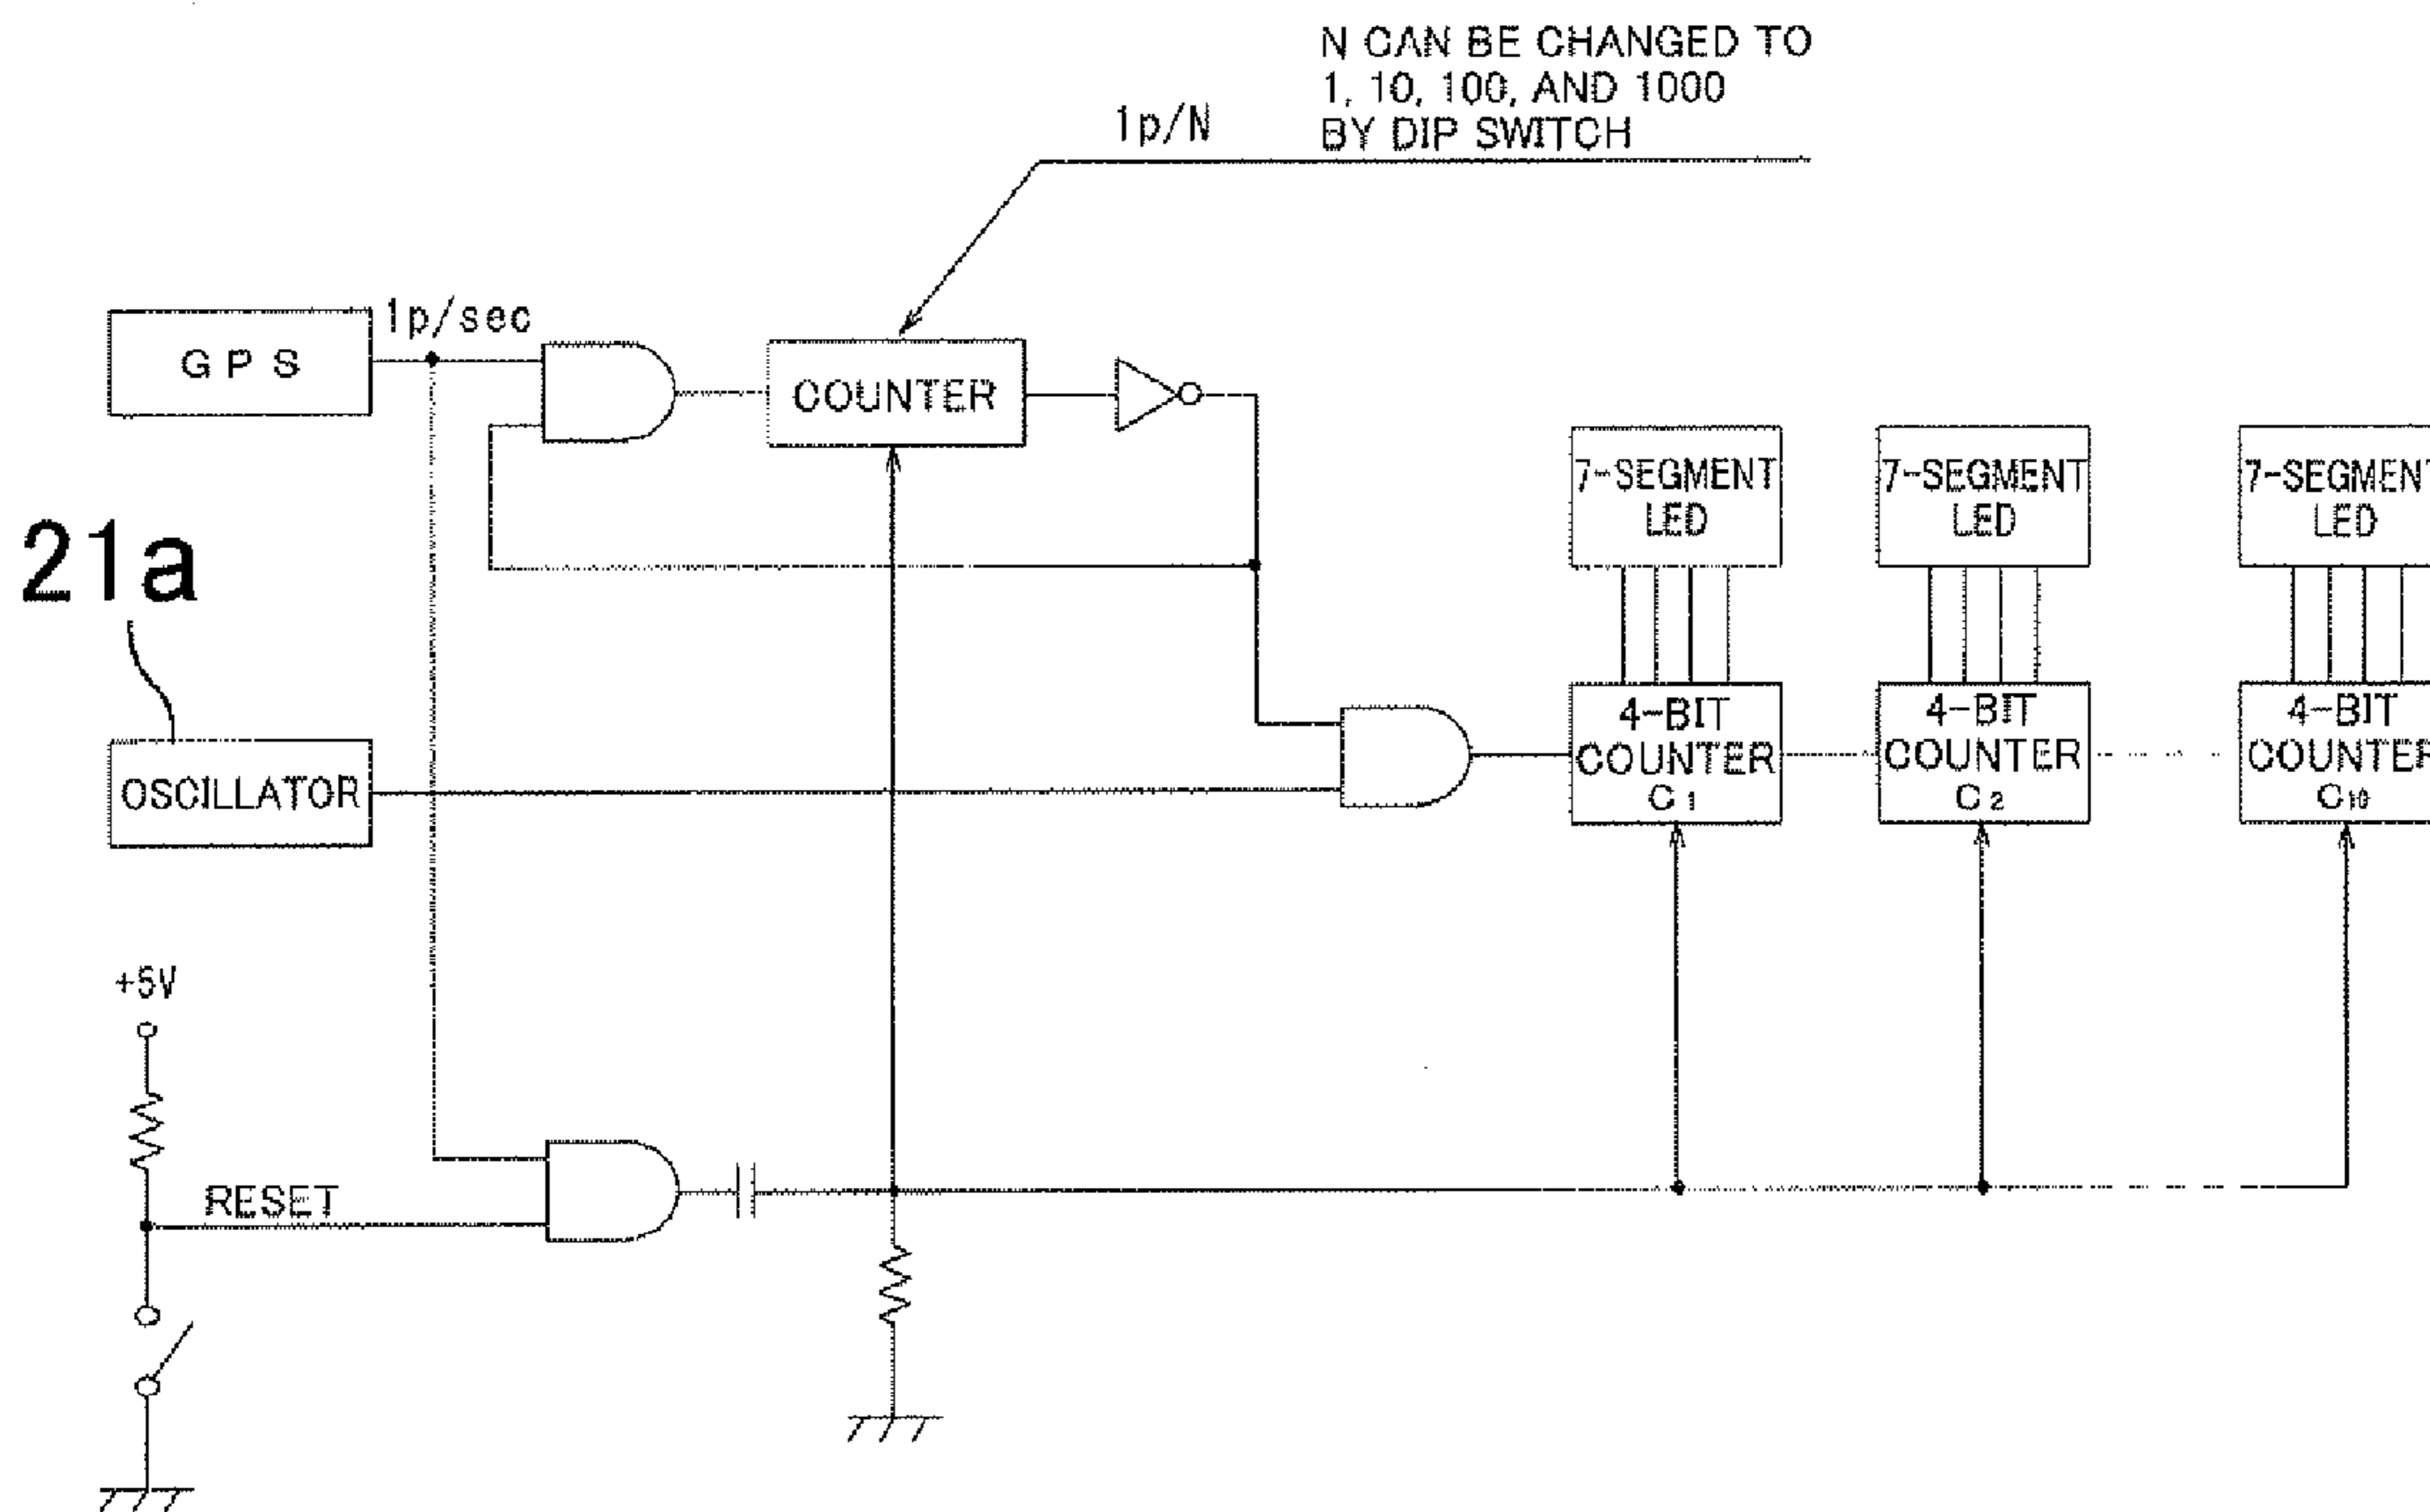 N CAN BE CHANGED TO
1, 10, 100, AND 1000
BY DIP SWITCH
1p/N
1p/sec
GPS
COUNTER
7-SEGMENT
LED
7-SEGMENT
LED
7-SEGMENT
LED
21a
OSCILLATOR
4-BIT
COUNTER
C1
4-BIT
COUNTER
C2
4-BIT
COUNTER
C10
+5V
RESET